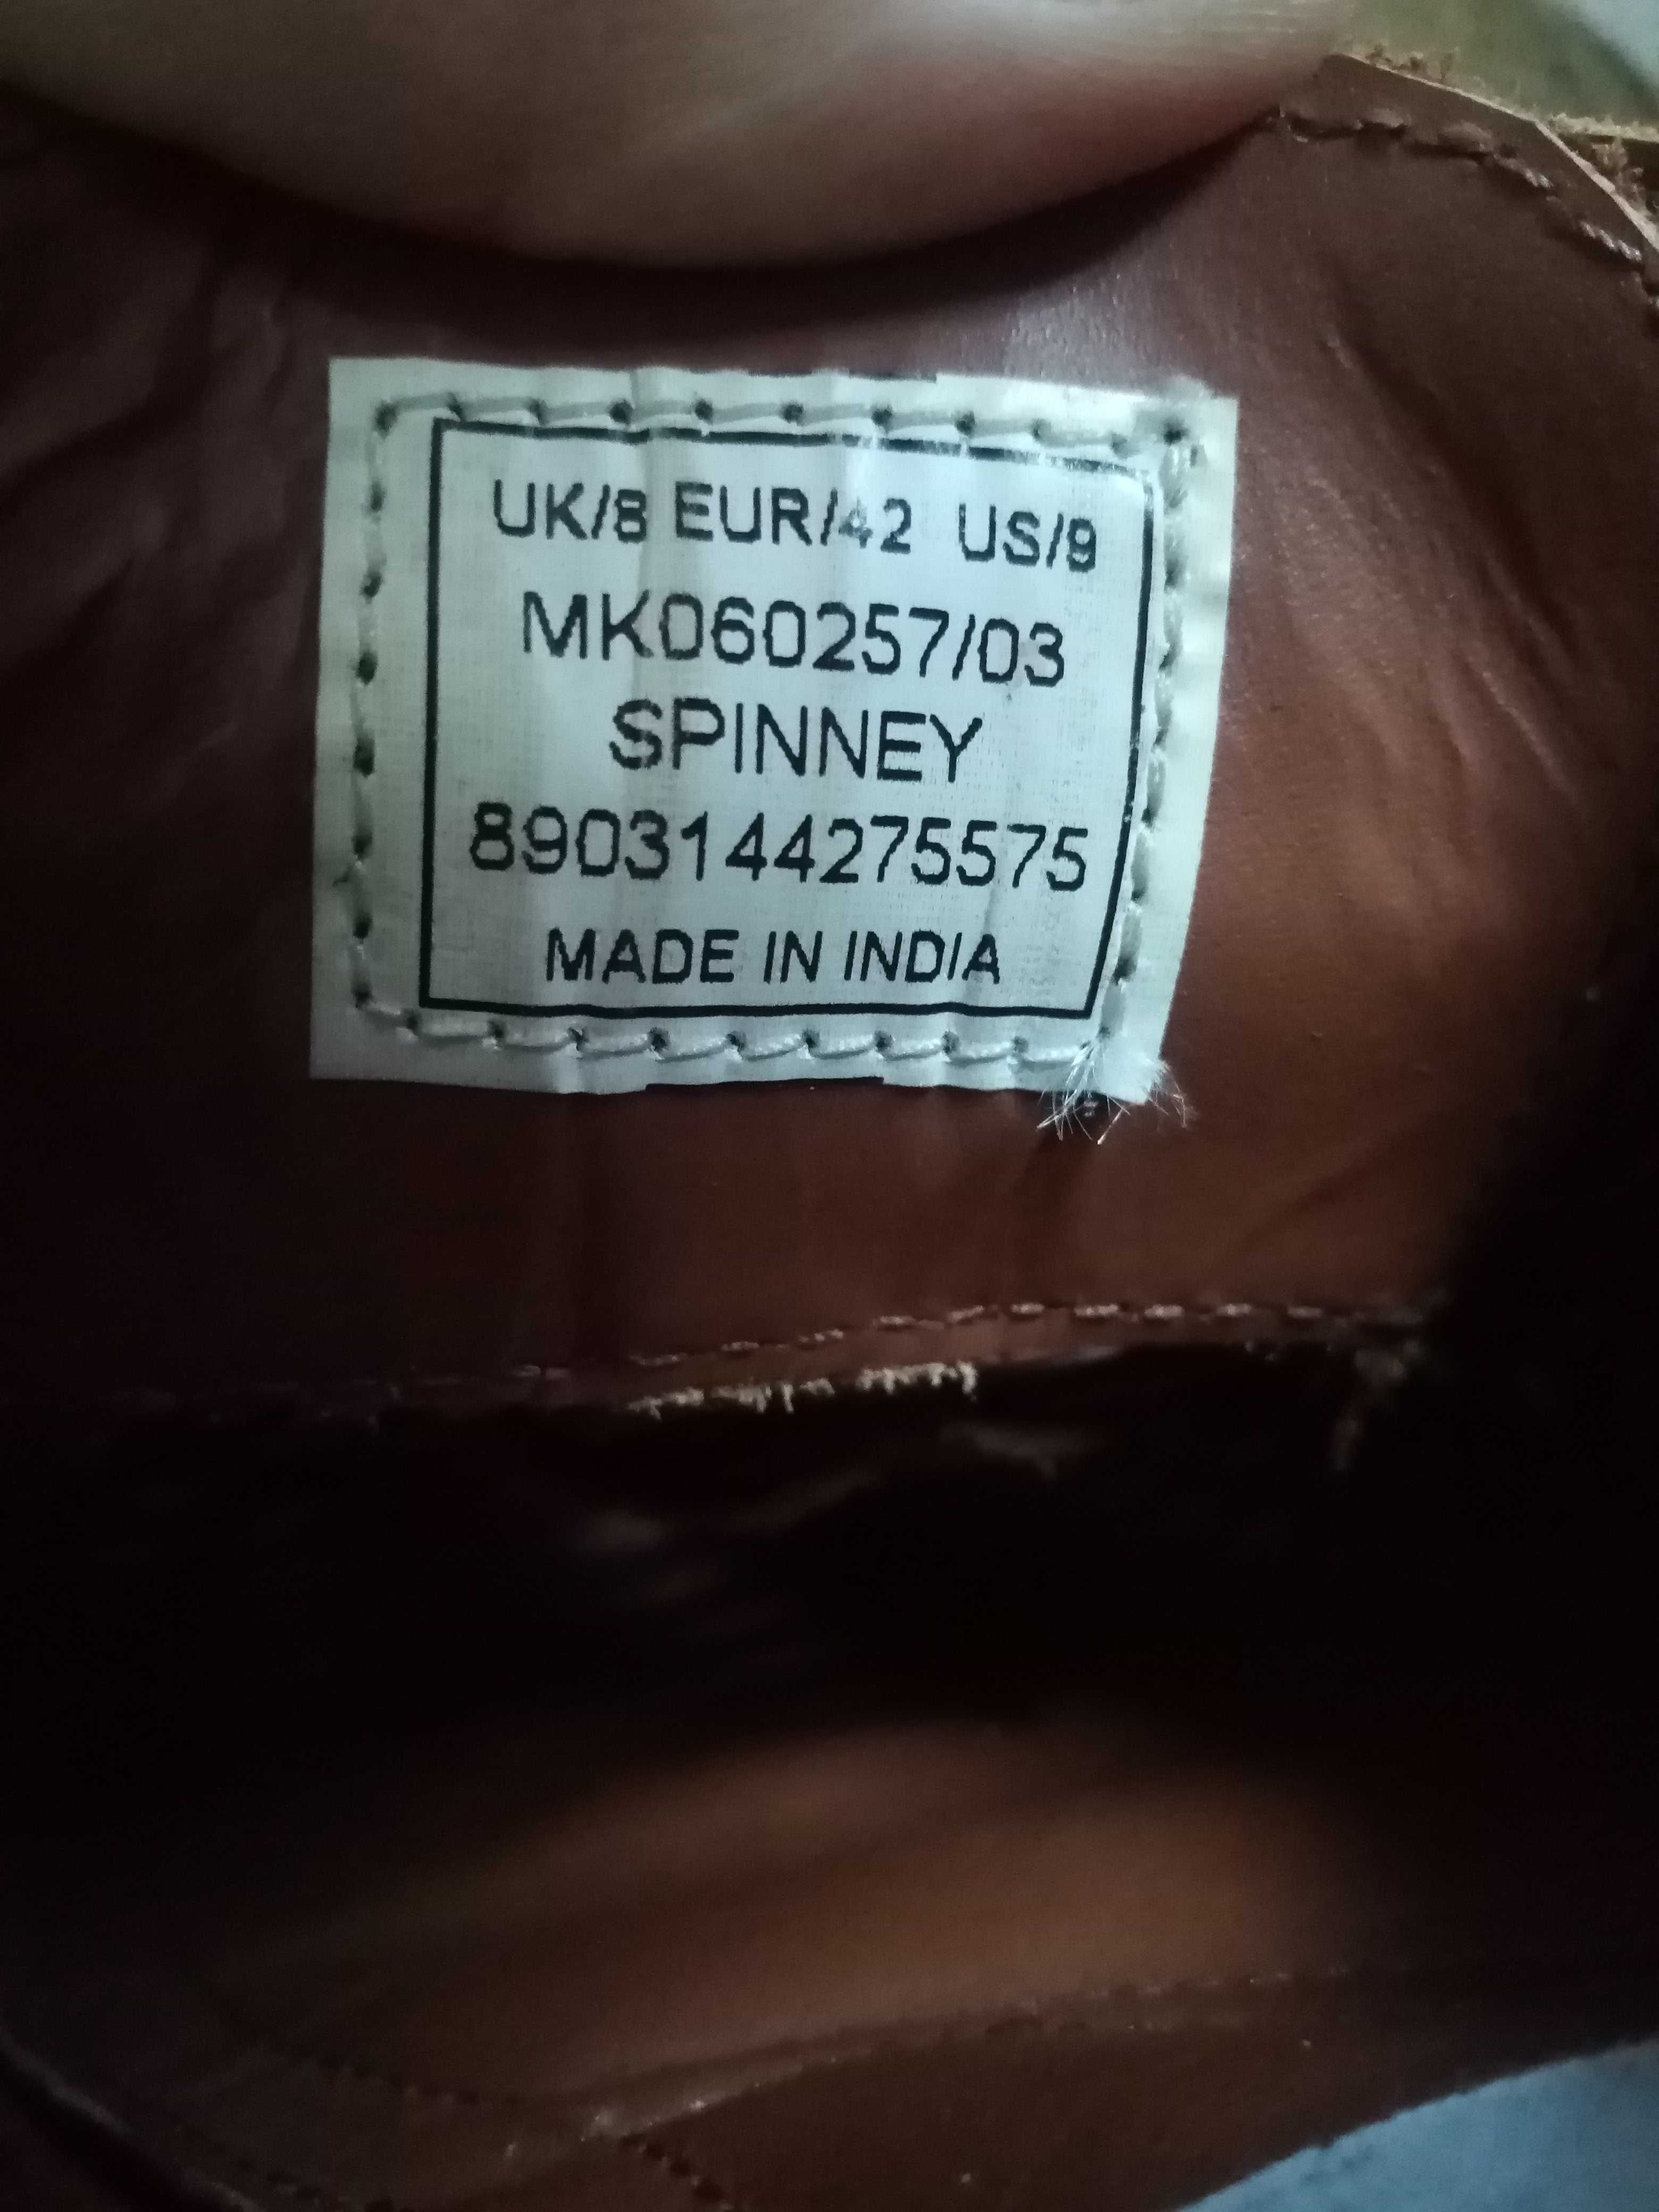 UK/8 EUR/42 US/9
MK060257/03
SPINNEY
8903144275575
MADE IN INDIA